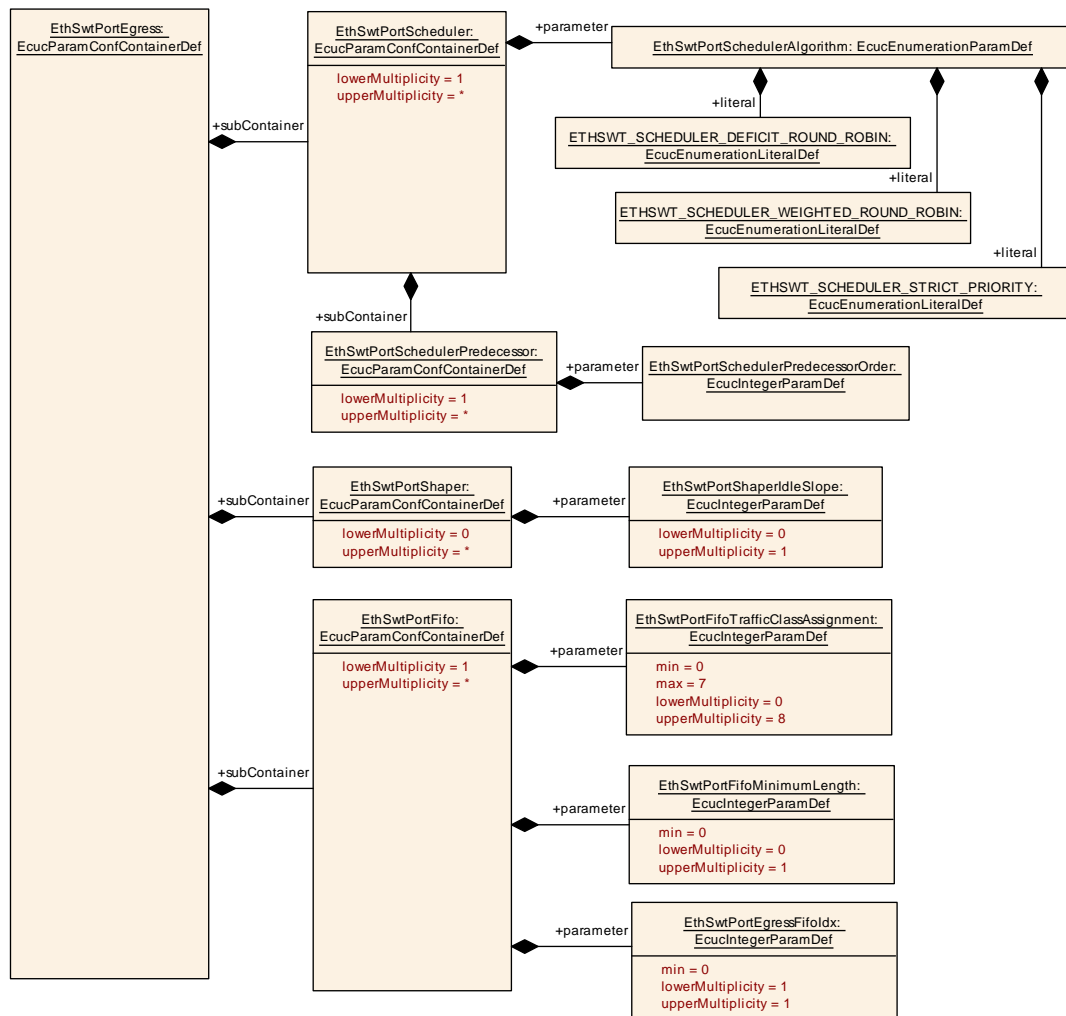 EthSwtPortEgress:
EcucParamConfContainerDef
EthSwtPortScheduler:
EcucParamConfContainerDef
lowerMultiplicity = 1
upperMultiplicity = *
+parameter
EthSwtPortSchedulerAlgorithm: EcucEnumerationParamDef
+literal
ETHSWT_SCHEDULER_DEFICIT_ROUND_ROBIN:
EcucEnumerationLiteralDef
+subContainer
+literal
ETHSWT_SCHEDULER_WEIGHTED_ROUND_ROBIN:
EcucEnumerationLiteralDef
+literal
ETHSWT_SCHEDULER_STRICT_PRIORITY:
EcucEnumerationLiteralDef
+subContainer
EthSwtPortSchedulerPredecessor:
EcucParamConfContainerDef
lowerMultiplicity = 1
upperMultiplicity = *
+parameter
EthSwtPortSchedulerPredecessorOrder:
EcucIntegerParamDef
+subContainer
EthSwtPortShaper:
EcucParamConfContainerDef
lowerMultiplicity = 0
upperMultiplicity = *
+parameter
EthSwtPortShaperIdleSlope:
EcucIntegerParamDef
lowerMultiplicity = 0
upperMultiplicity = 1
+subContainer
EthSwtPortFifo:
EcucParamConfContainerDef
lowerMultiplicity = 1
upperMultiplicity = *
+parameter
EthSwtPortFifoTrafficClassAssignment:
EcucIntegerParamDef
min = 0
max = 7
lowerMultiplicity = 0
upperMultiplicity = 8
+parameter
EthSwtPortFifoMinimumLength:
EcucIntegerParamDef
min = 0
lowerMultiplicity = 0
upperMultiplicity = 1
+parameter
EthSwtPortEgressFifoIdx:
EcucIntegerParamDef
min = 0
lowerMultiplicity = 1
upperMultiplicity = 1